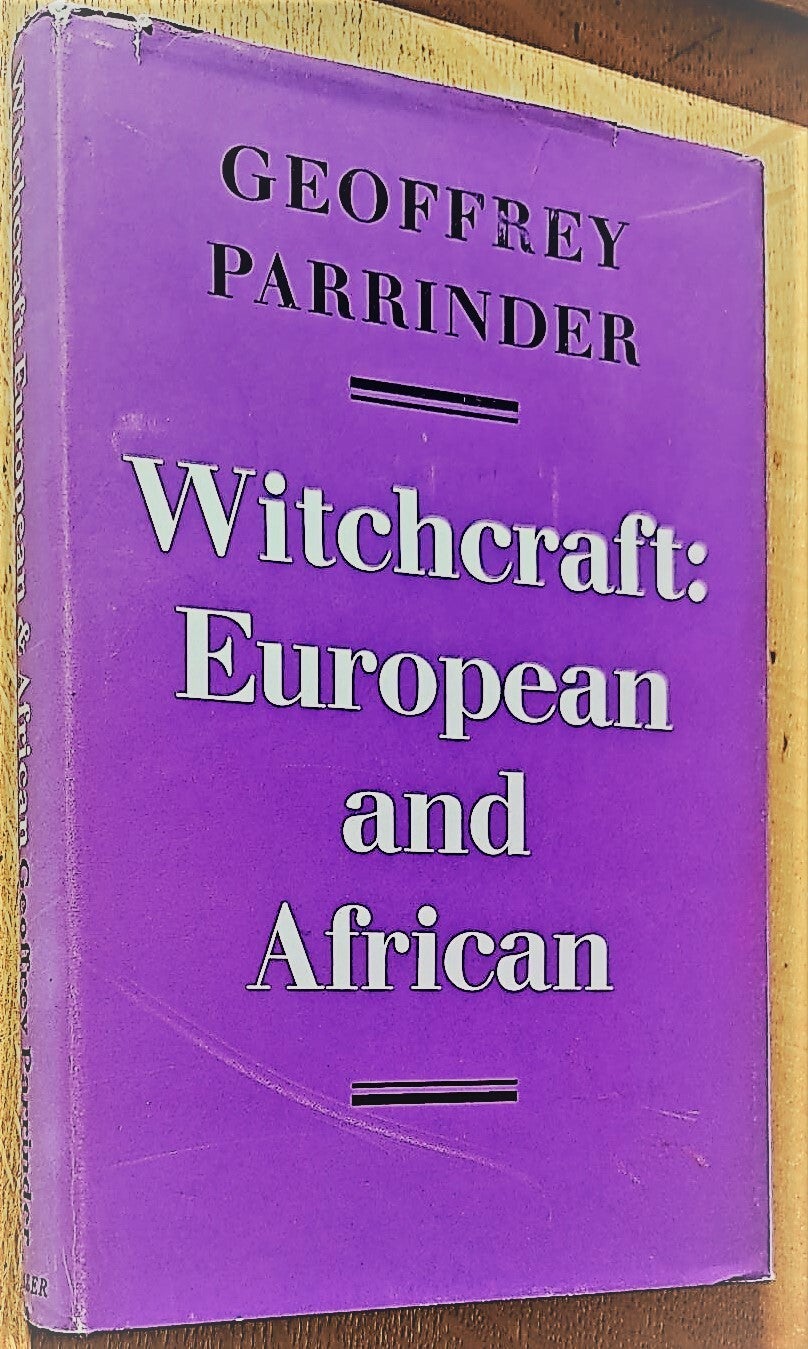 GEOFFREY
PARRINDER
Witchcraft:
European
and
African
Witchcraft: European & African Geoffrey Parrinder